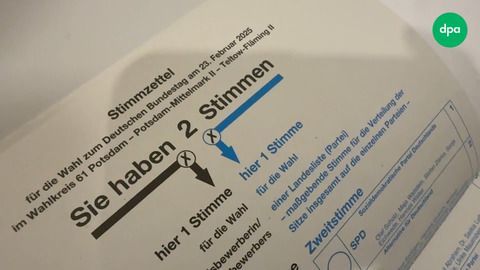 dpa
Stimmzettel
für die Wahl zum Deutschen Bundestag am 23. Februar 2025
im Wahlkreis 61 Potsdam – Potsdam-Mittelmark II – Teltow-Fläming II
Sie haben 2 Stimmen
hier 1 Stimme
für die Wahl
hier 1 Stimme
für die Wahl
einer Landesliste (Partei)
– maßgebende Stimme für die Verteilung der
Sitze insgesamt auf die einzelnen Parteien –
Zweitstimme
SPD
Sozialdemokratische Partei Deutschlands
1